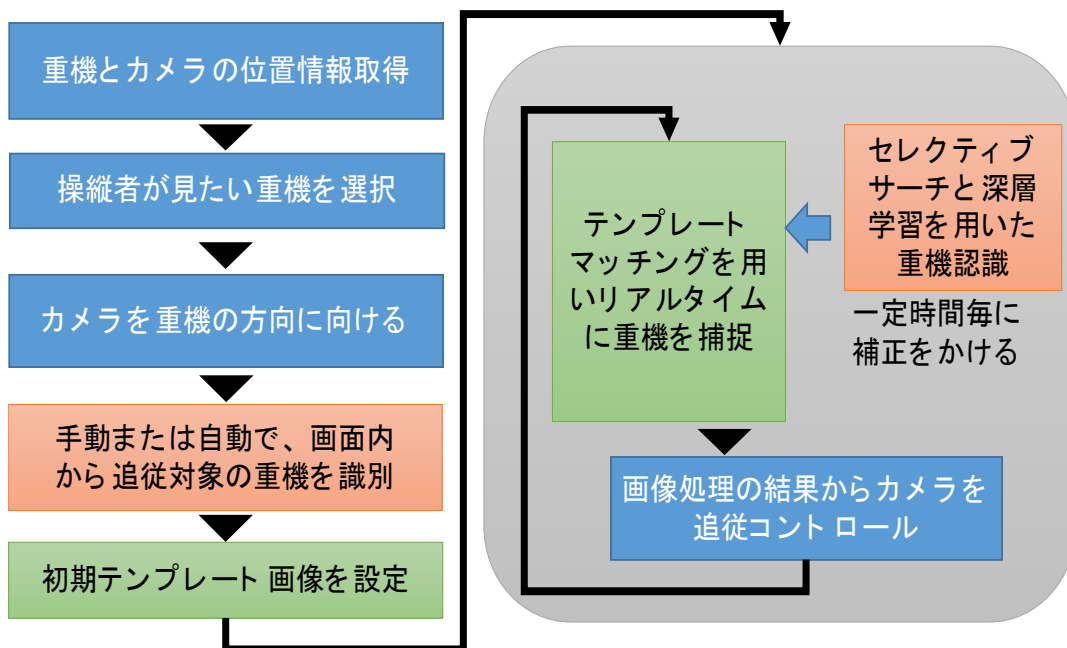 重機とカメラの位置情報取得
操縦者が見たい重機を選択
カメラを重機の方向に向ける
手動または自動で、画面内
から追従対象の重機を識別
初期テンプレート画像を設定
テンプレート
マッチングを用
いリアルタイム
に重機を捕捉
セレクティブ
サーチと深層
学習を用いた
重機認識
一定時間毎に
補正をかける
画像処理の結果からカメラを
追従コントロール